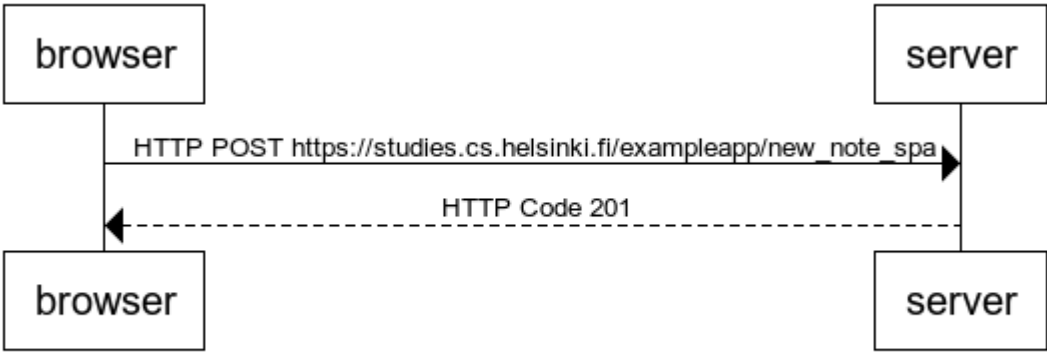 browser
server
HTTP POST https://studies.cs.helsinki.fi/exampleapp/new_note_spa
HTTP Code 201
browser
server